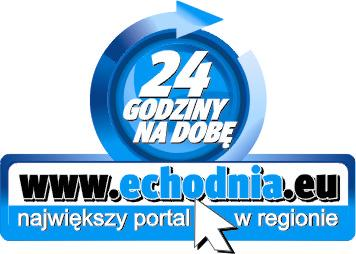 24
GODZINY
NA DOBĘ
www.echodnia.eu
największy portal w regionie